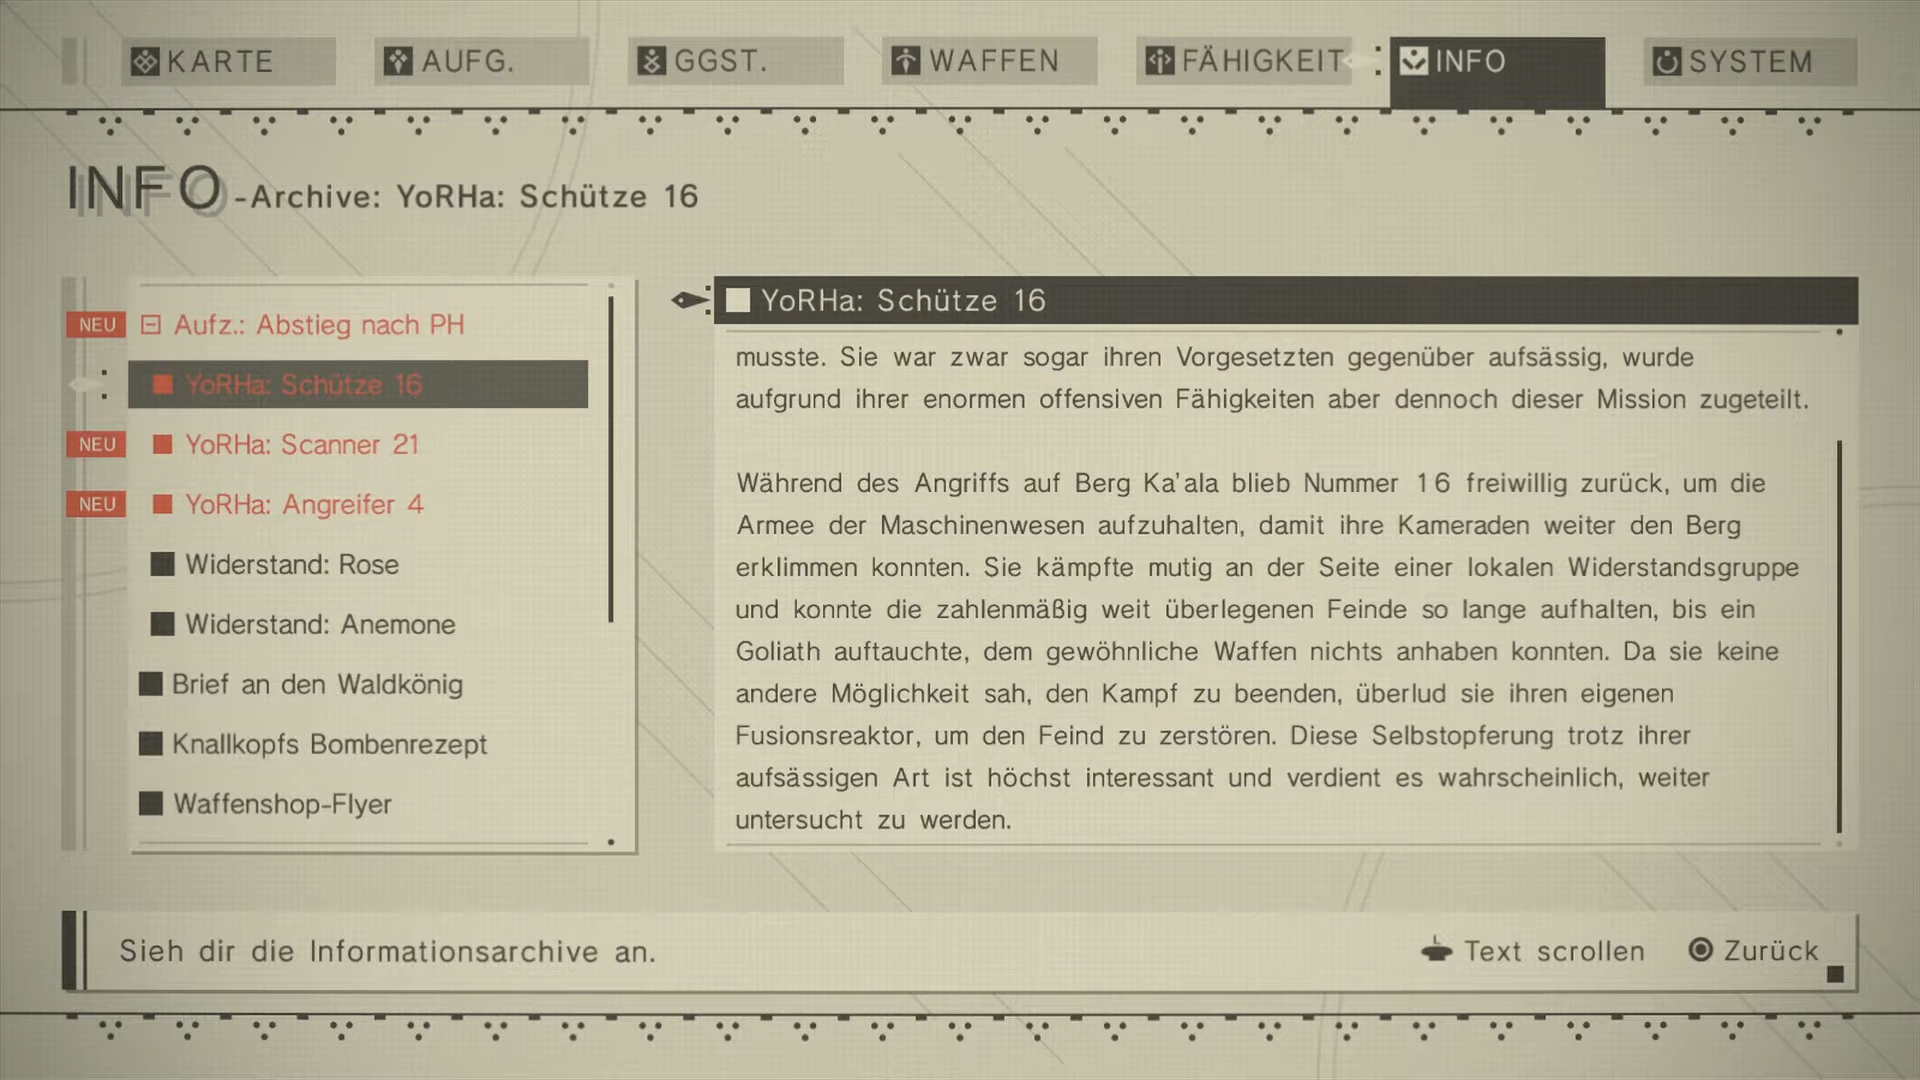 KARTE
AUFG.
GGST.
WAFFEN
FÄHIGKEIT
INFO
SYSTEM
INFO -Archive: YoRHa: Schütze 16
NEU Aufz.: Abstieg nach PH
YoRHa: Schütze 16
NEU YoRHa: Scanner 21
NEU YoRHa: Angreifer 4
Widerstand: Rose
Widerstand: Anemone
Brief an den Waldkönig
Knallkopfs Bombenrezept
Waffenshop-Flyer
YoRHa: Schütze 16
musste. Sie war zwar sogar ihren Vorgesetzten gegenüber aufsässig, wurde
aufgrund ihrer enormen offensiven Fähigkeiten aber dennoch dieser Mission zugeteilt.
Während des Angriffs auf Berg Ka'ala blieb Nummer 16 freiwillig zurück, um die
Armee der Maschinenwesen aufzuhalten, damit ihre Kameraden weiter den Berg
erklimmen konnten. Sie kämpfte mutig an der Seite einer lokalen Widerstandsgruppe
und konnte die zahlenmäßig weit überlegenen Feinde so lange aufhalten, bis ein
Goliath auftauchte, dem gewöhnliche Waffen nichts anhaben konnten. Da sie keine
andere Möglichkeit sah, den Kampf zu beenden, überlud sie ihren eigenen
Fusionsreaktor, um den Feind zu zerstören. Diese Selbstopferung trotz ihrer
aufsässigen Art ist höchst interessant und verdient es wahrscheinlich, weiter
untersucht zu werden.
Sieh dir die Informationsarchive an.
L Text scrollen
Zurück